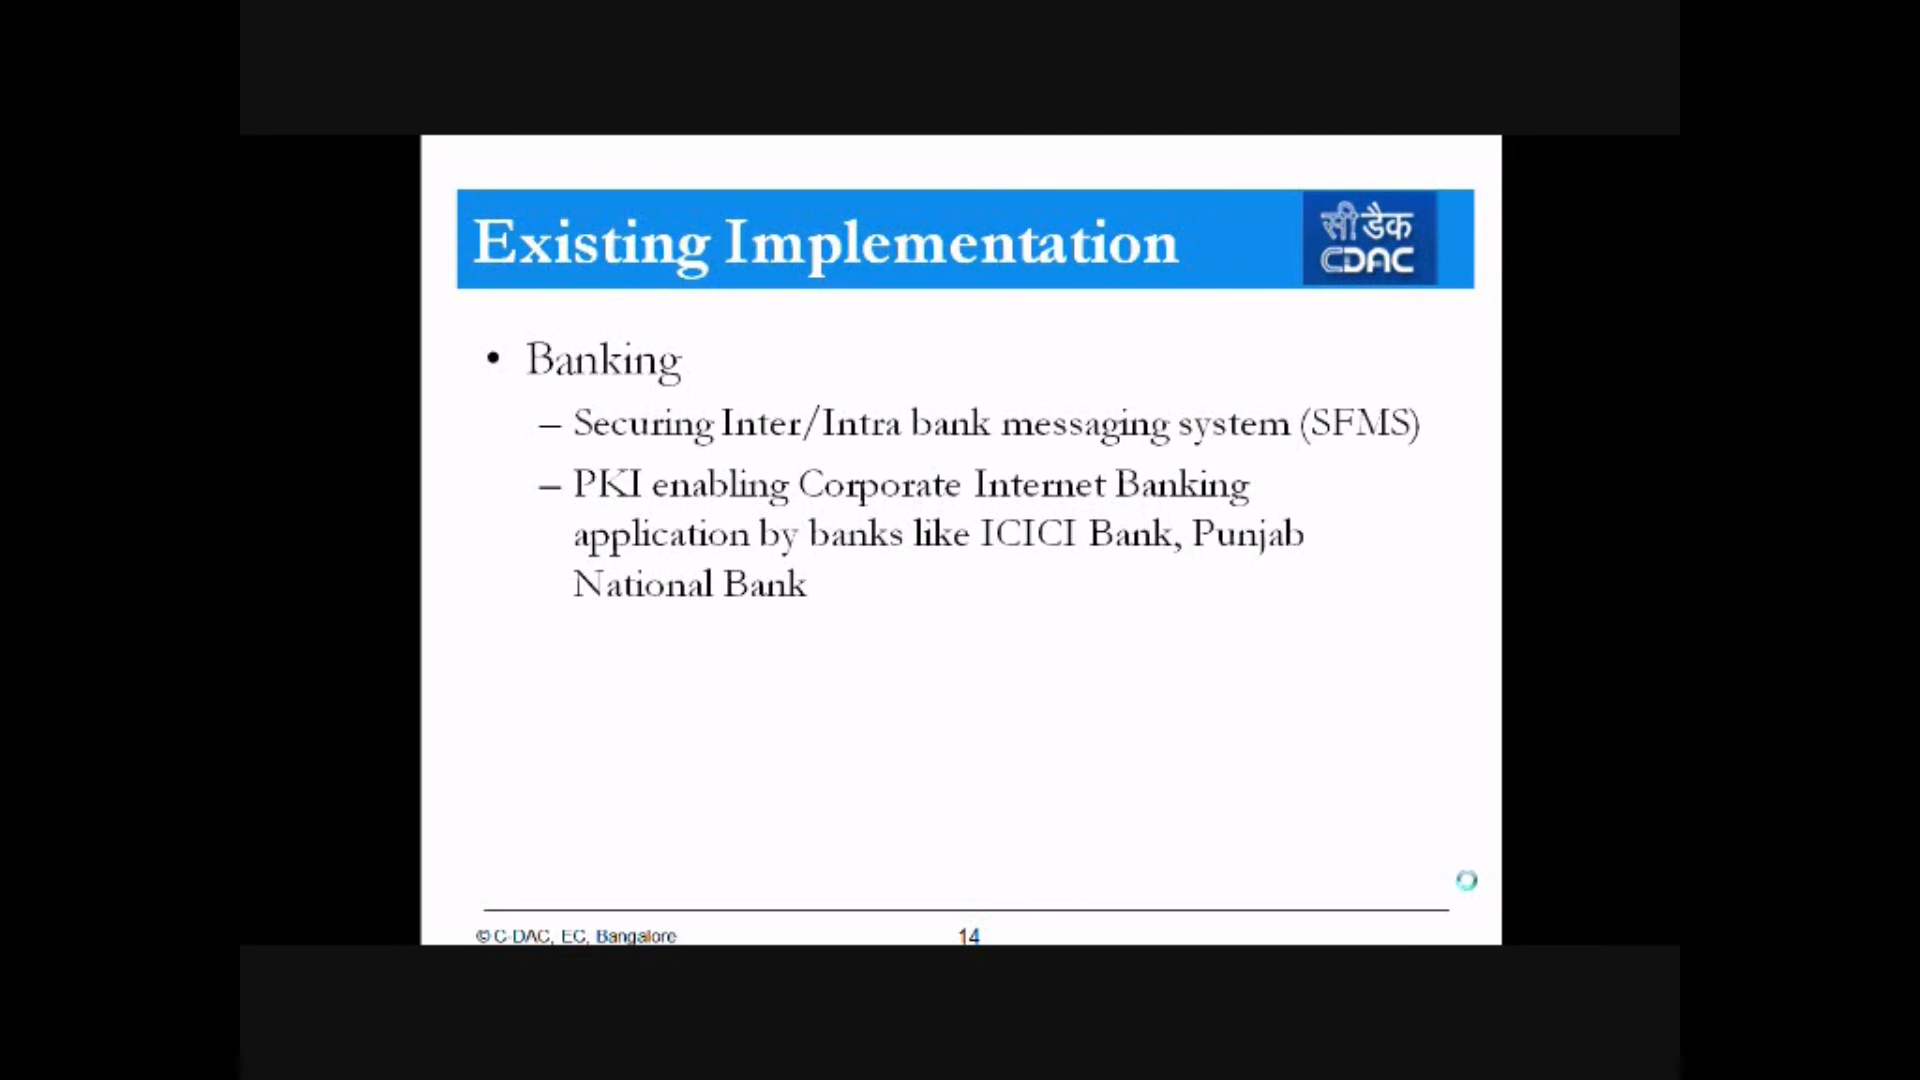 Existing Implementation
सी डैक
CDAC
• Banking
– Securing Inter/Intra bank messaging system (SFMS)
– PKI enabling Corporate Internet Banking
application by banks like ICICI Bank, Punjab
National Bank
© C-DAC, EC, Bangalore
14